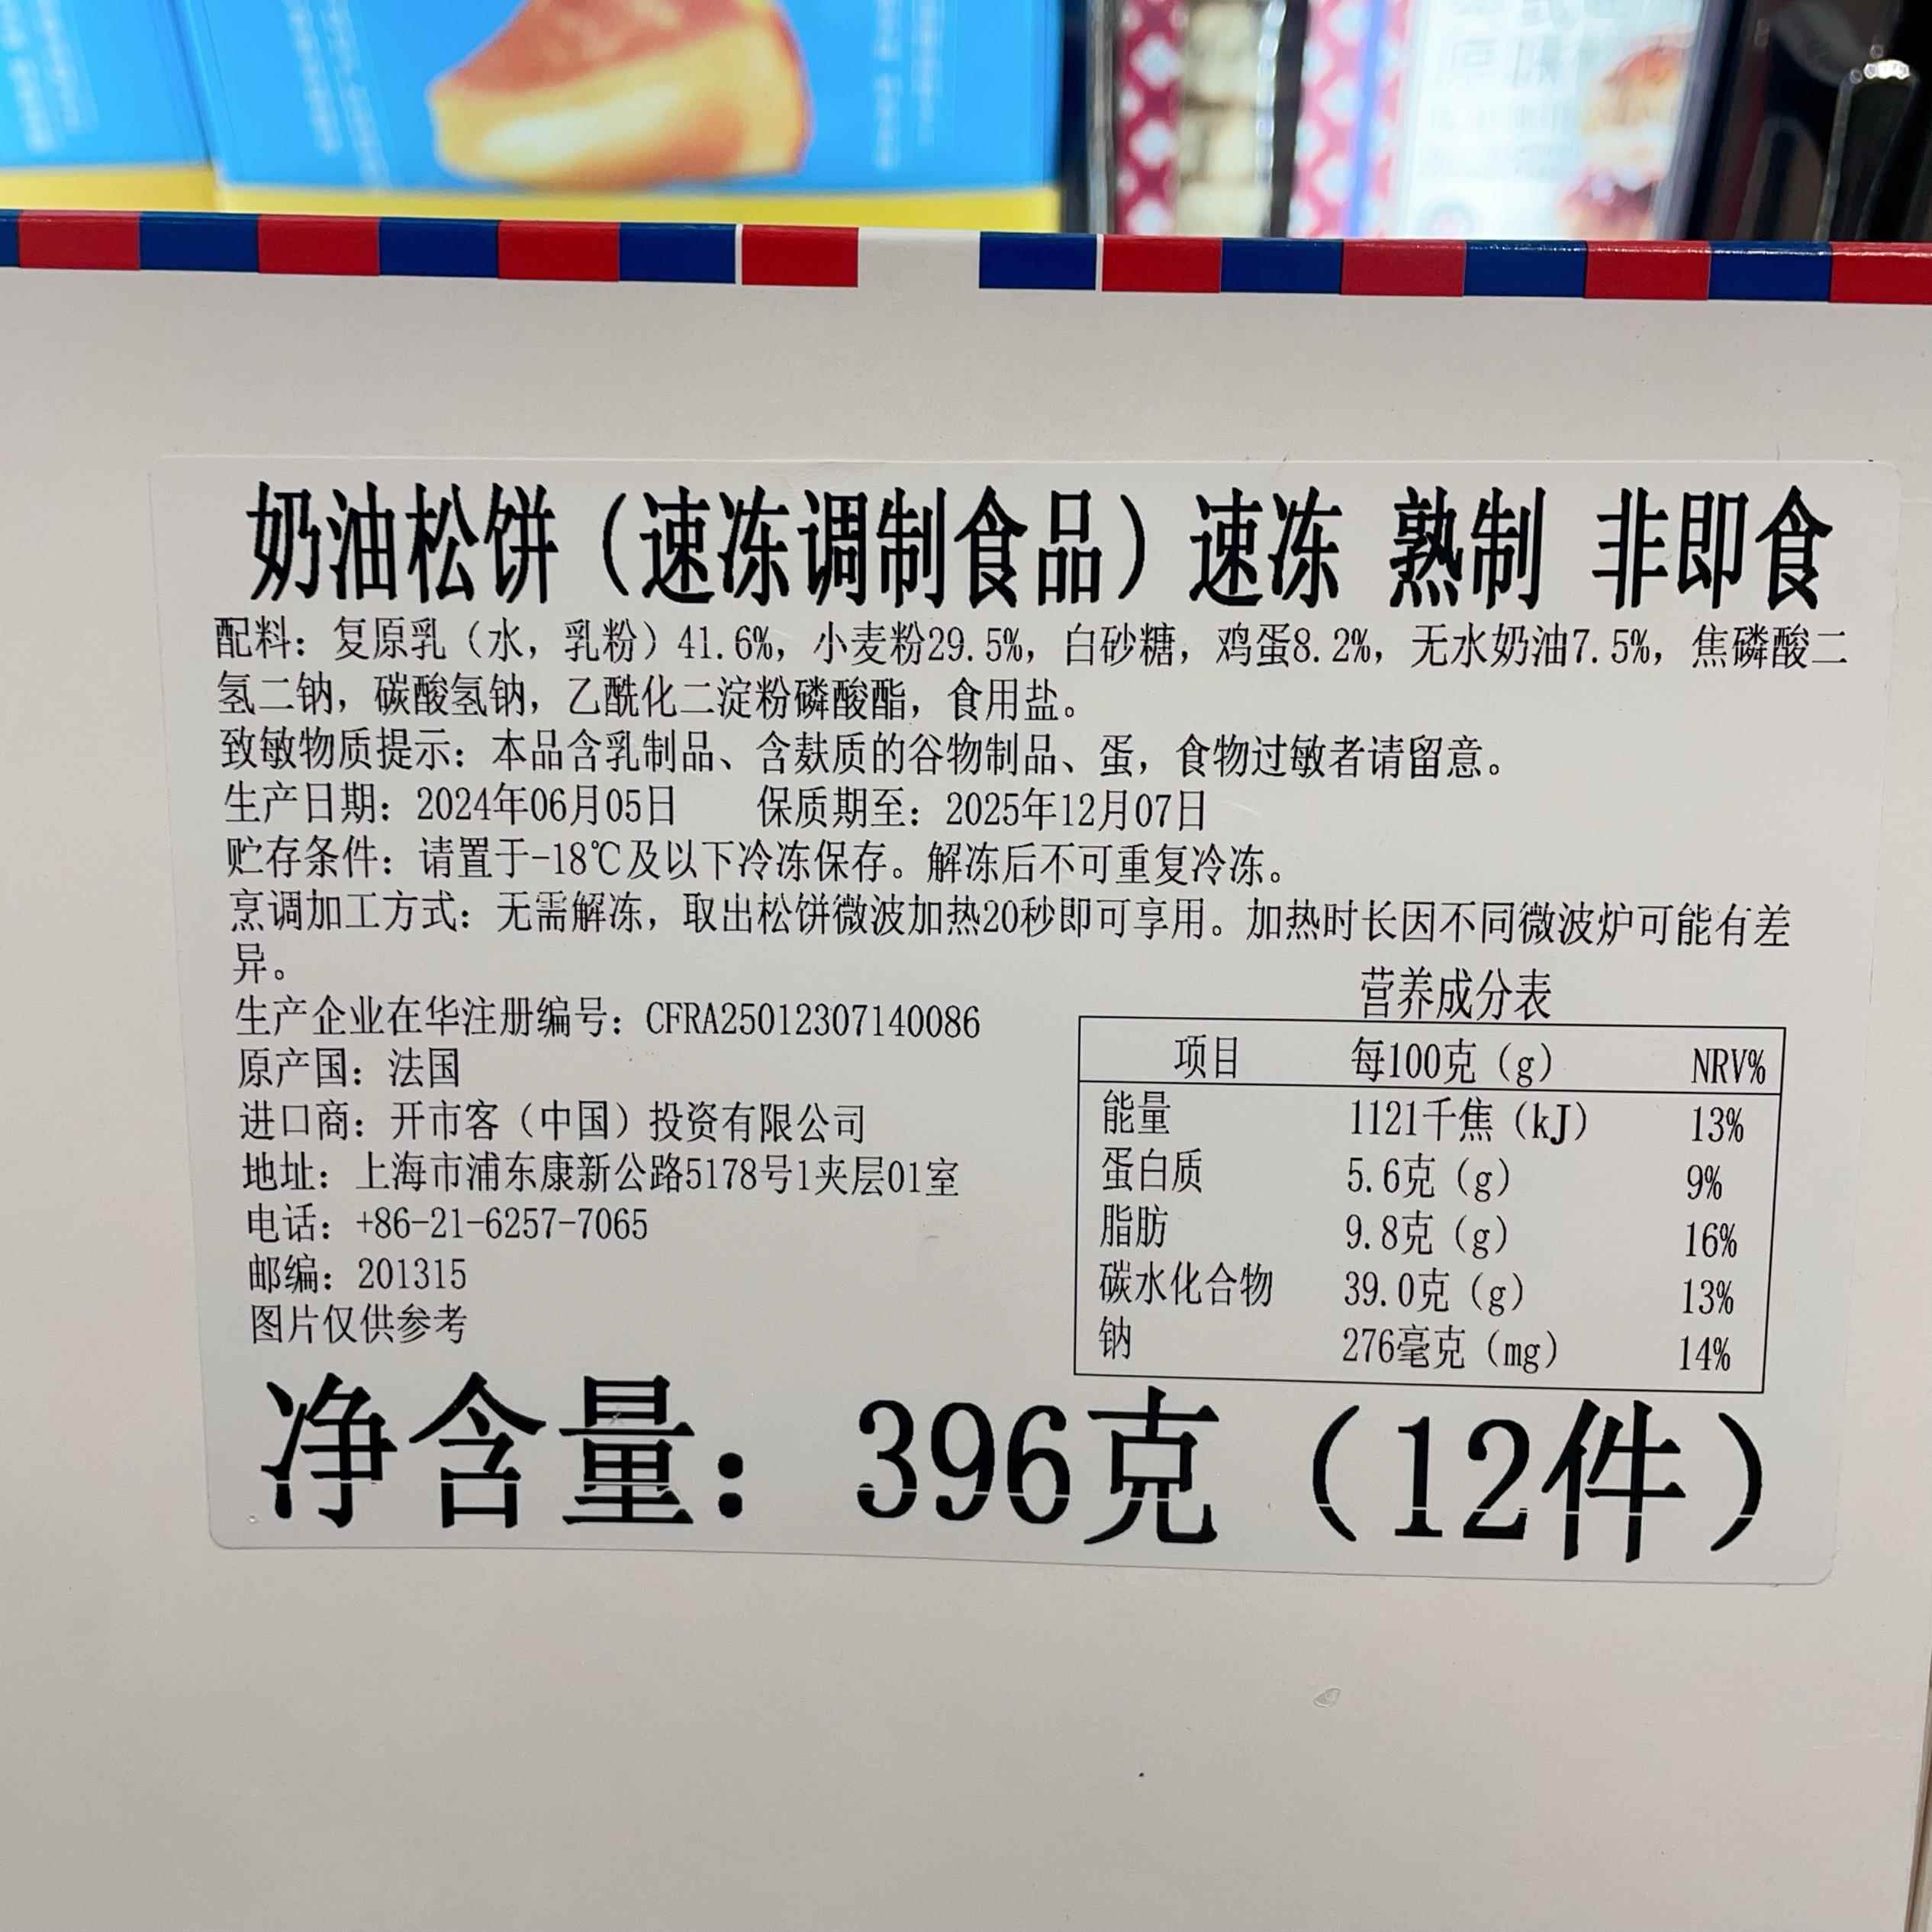 奶油松饼（速冻调制食品）速冻 熟制 非即食
配料：复原乳（水，乳粉）41.6%，小麦粉29.5%，白砂糖，鸡蛋8.2%，无水奶油7.5%，焦磷酸二
氢二钠，碳酸氢钠，乙酰化二淀粉磷酸酯，食用盐。
致敏物质提示：本品含乳制品、含麸质的谷物制品、蛋，食物过敏者请留意。
生产日期：2024年06月05日 保质期至：2025年12月07日
贮存条件：请置于-18℃及以下冷冻保存。解冻后不可重复冷冻。
烹调加工方式：无需解冻，取出松饼微波加热20秒即可享用。加热时长因不同微波炉可能有差
异。
生产企业在华注册编号：CFRA25012307140086
原产国：法国
进口商：开市客（中国）投资有限公司
地址：上海市浦东康新公路5178号1夹层01室
电话：+86-21-6257-7065
邮编：201315
图片仅供参考
营养成分表
项目 每100克（g） NRV%
能量 1121千焦（kJ） 13%
蛋白质 5.6克（g） 9%
脂肪 9.8克（g） 16%
碳水化合物 39.0克（g） 13%
钠 276毫克（mg） 14%
净含量：396克（12件）